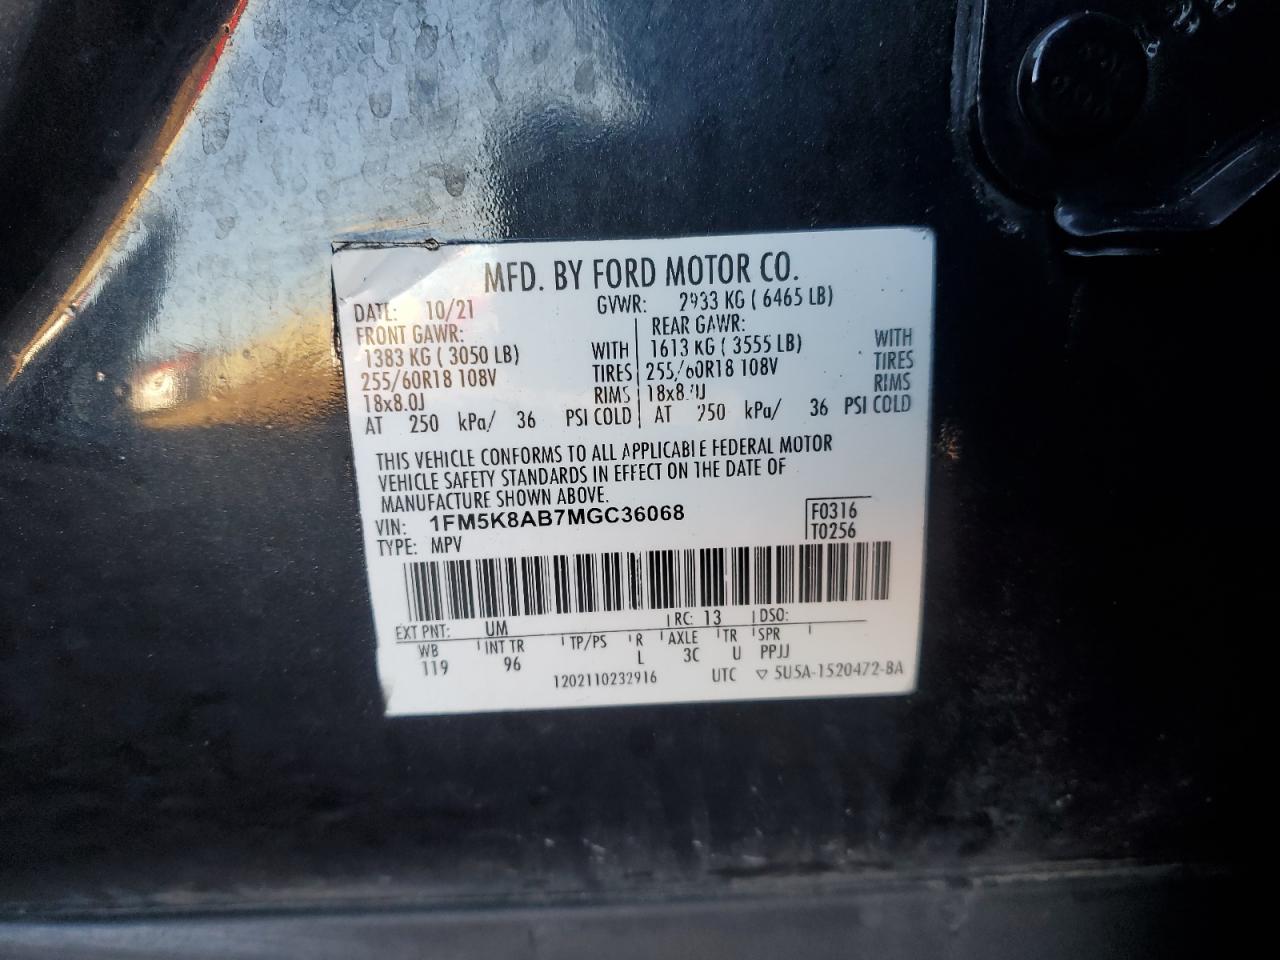 MFD. BY FORD MOTOR CO.
DATE: 10/21 GVWR: 2933 KG ( 6465 LB)
FRONT GAWR: REAR GAWR:
1383 KG ( 3050 LB) WITH 1613 KG ( 3555 LB) WITH
255/60R18 108V TIRES 255/60R18 108V TIRES
18x8.0J RIMS 18x8.0J RIMS
AT 250 kPa/ 36 PSI COLD AT 250 kPa/ 36 PSI COLD
THIS VEHICLE CONFORMS TO ALL APPLICABLE FEDERAL MOTOR
VEHICLE SAFETY STANDARDS IN EFFECT ON THE DATE OF
MANUFACTURE SHOWN ABOVE.
VIN: 1FM5K8AB7MGC36068 F0316
TYPE: MPV T0256
EXT PNT: UM RC: 13 DSO:
WB INT TR TP/PS R AXLE TR SPR
119 96 L 3C U PPJJ
1202110232916 UTC ▽ 5U5A-1520472-BA